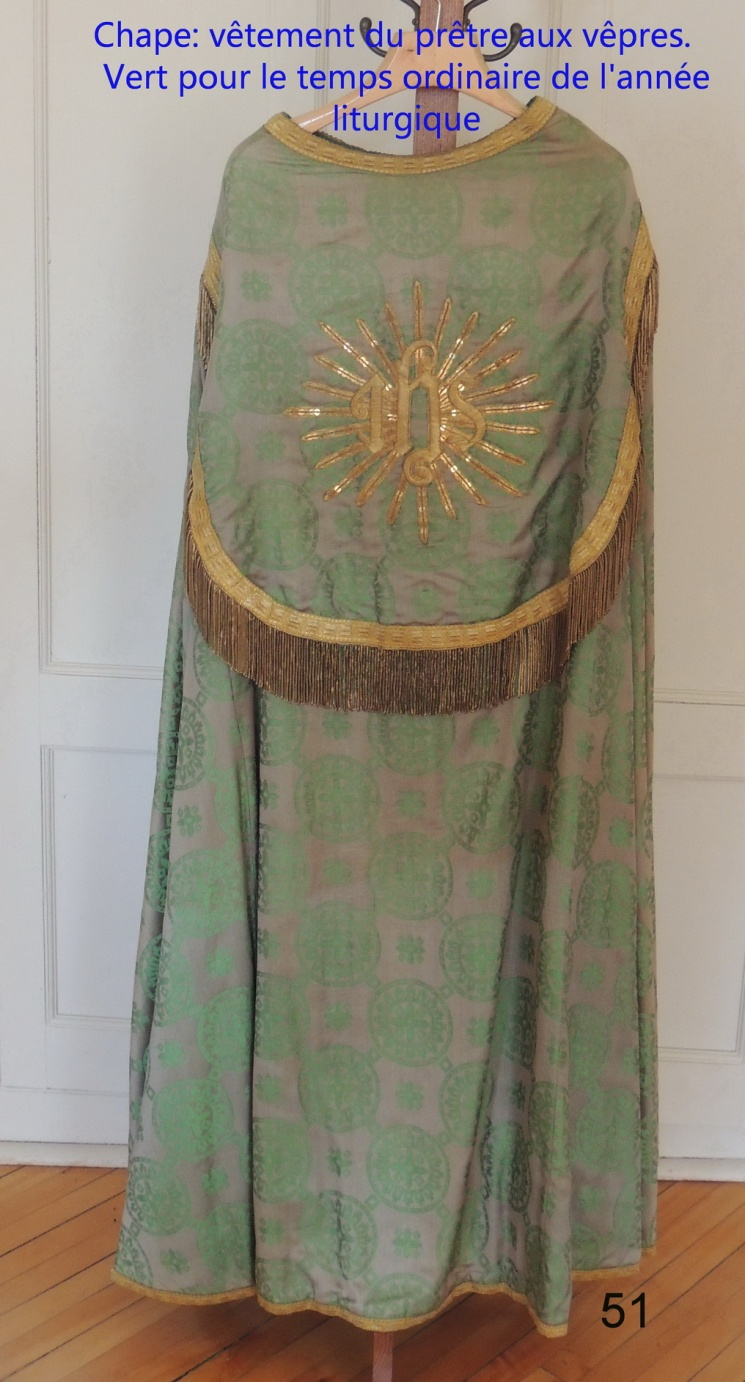 Chape: vêtement du prêtre aux vêpres.
Vert pour le temps ordinaire de l'année
liturgique
IHS
51